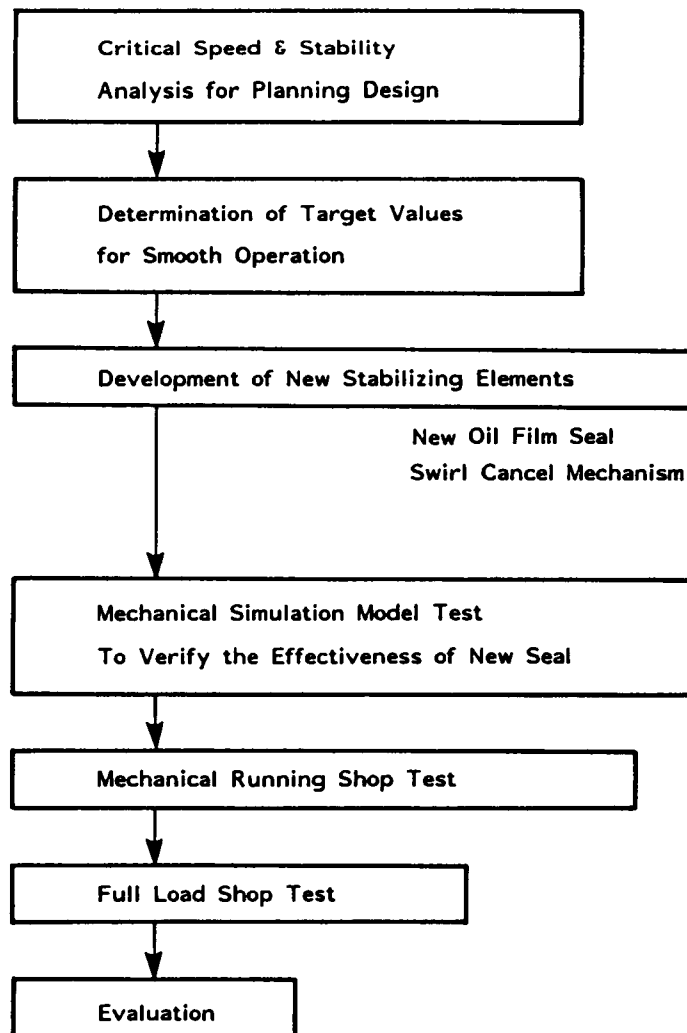 Critical Speed & Stability
Analysis for Planning Design
Determination of Target Values
for Smooth Operation
Development of New Stabilizing Elements
New Oil Film Seal
Swirl Cancel Mechanism
Mechanical Simulation Model Test
To Verify the Effectiveness of New Seal
Mechanical Running Shop Test
Full Load Shop Test
Evaluation